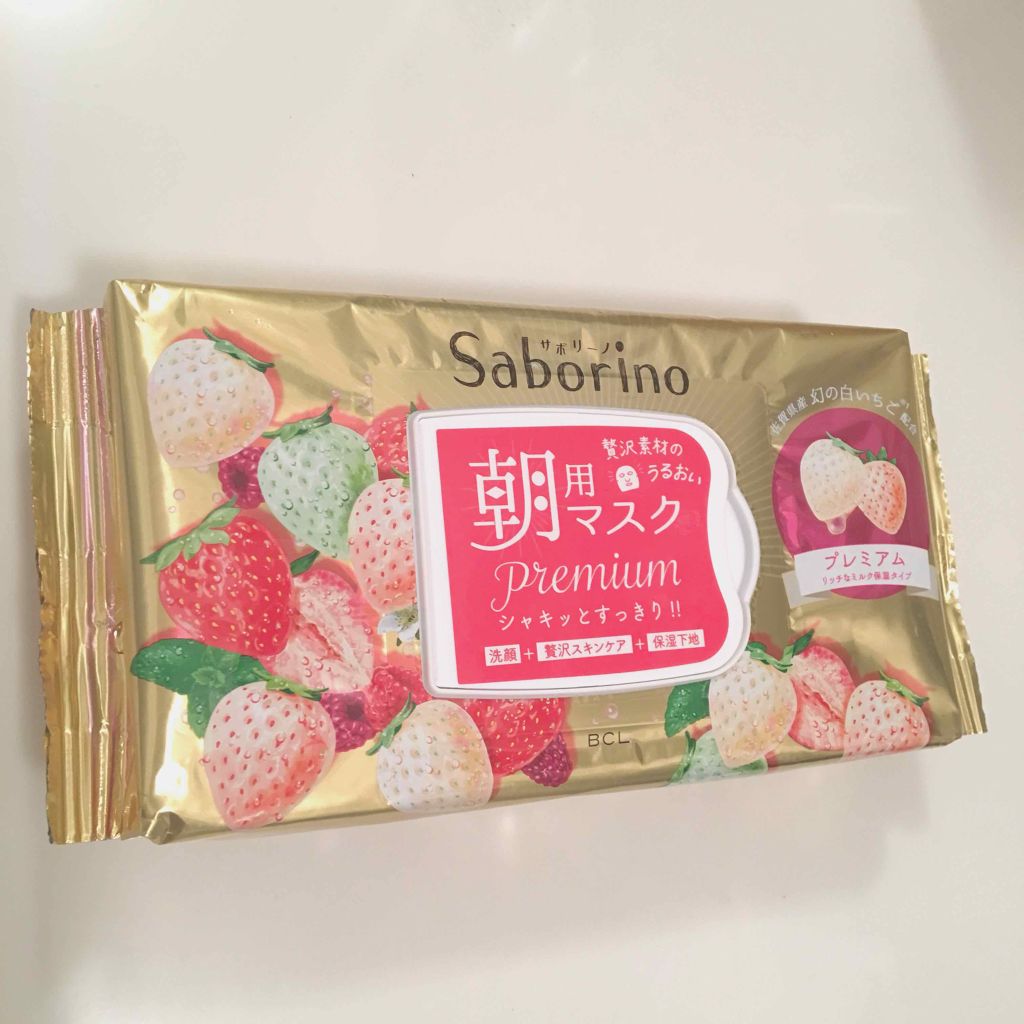 サボリーノ
Saborino
贅沢素材の
うるおい
朝用
マスク
Premium
シャキッとすっきり!!
洗顔+贅沢スキンケア+保湿下地
BCL
佐賀県産 幻の白いちご※1配合
プレミアム
リッチなミルク保湿タイプ